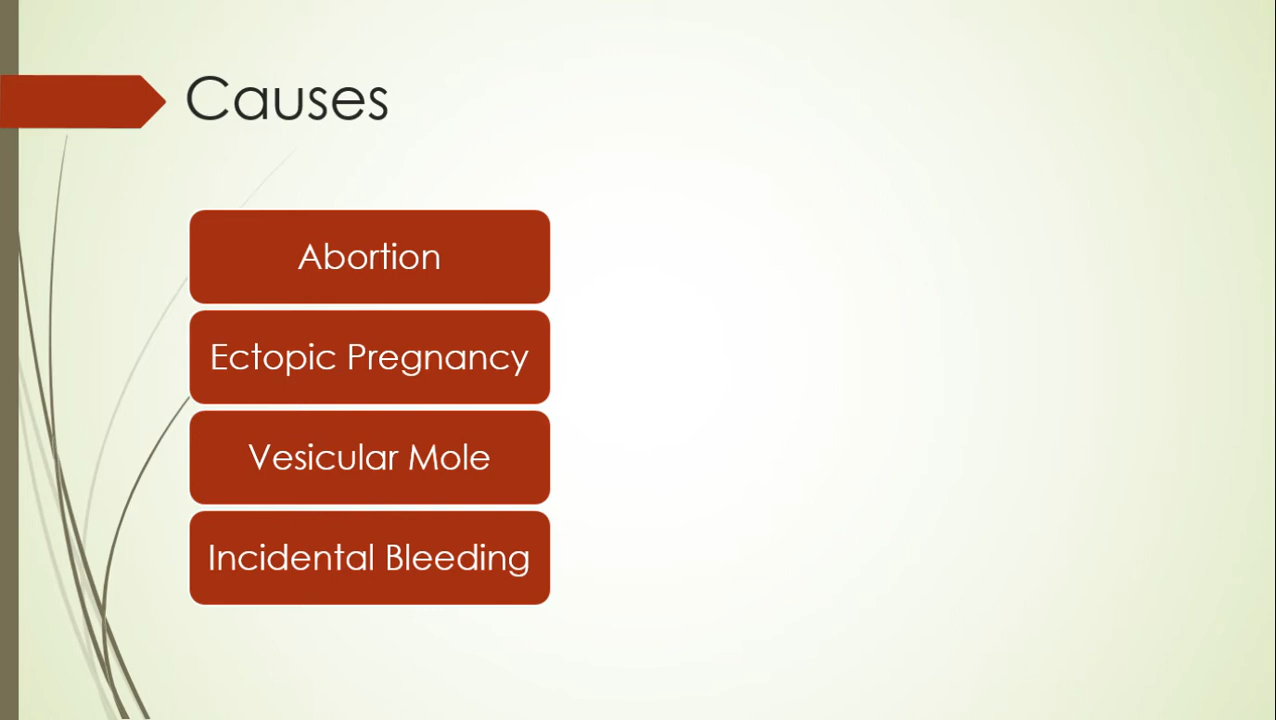 Causes
Abortion
Ectopic Pregnancy
Vesicular Mole
Incidental Bleeding